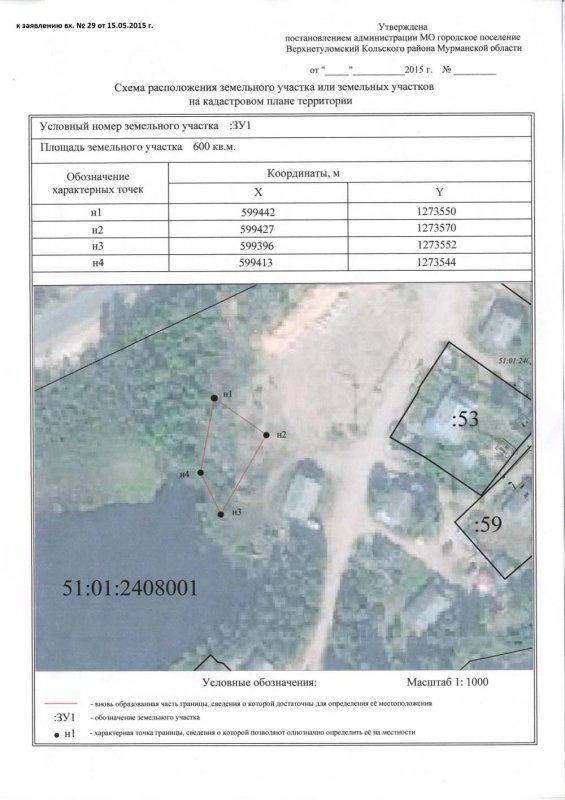 к заявлению вх. № 29 от 15.05.2015 г.
Утверждена
постановлением администрации МО городское поселение
Верхнетуломский Кольского района Мурманской области
от "_____"___________2015 г. № _________
Схема расположения земельного участка или земельных участков
на кадастровом плане территории
Условный номер земельного участка :ЗУ1
Площадь земельного участка 600 кв.м.
Обозначение характерных точек Координаты, м
X Y
н1 599442 1273550
н2 599427 1273570
н3 599396 1273552
н4 599413 1273544
51:01:240
н1
:53
н2
н4
н3
:59
51:01:2408001
Условные обозначения: Масштаб 1: 1000
- вновь образованная часть границы, сведения о которой достаточны для определения её местоположения
:ЗУ1 - обозначение земельного участка
н1 - характерная точка границы, сведения о которой позволяют однозначно определить её на местности